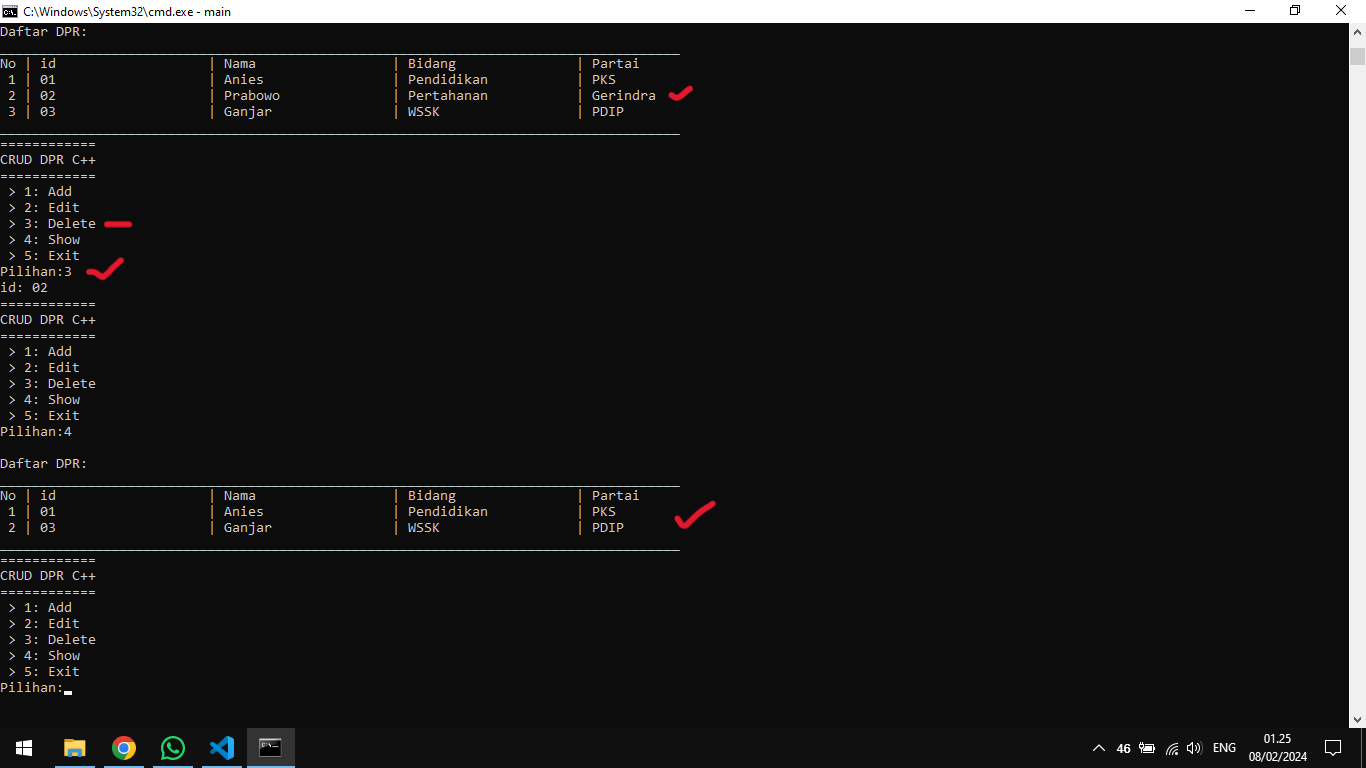 C:\Windows\System32\cmd.exe - main
Daftar DPR:
No | id | Nama | Bidang | Partai
1 | 01 | Anies | Pendidikan | PKS
2 | 02 | Prabowo | Pertahanan | Gerindra
3 | 03 | Ganjar | WSSK | PDIP
============
CRUD DPR C++
============
> 1: Add
> 2: Edit
> 3: Delete
> 4: Show
> 5: Exit
Pilihan:3
id: 02
============
CRUD DPR C++
============
> 1: Add
> 2: Edit
> 3: Delete
> 4: Show
> 5: Exit
Pilihan:4
Daftar DPR:
No | id | Nama | Bidang | Partai
1 | 01 | Anies | Pendidikan | PKS
2 | 03 | Ganjar | WSSK | PDIP
============
CRUD DPR C++
============
> 1: Add
> 2: Edit
> 3: Delete
> 4: Show
> 5: Exit
Pilihan:
46 ENG 01.25
08/02/2024